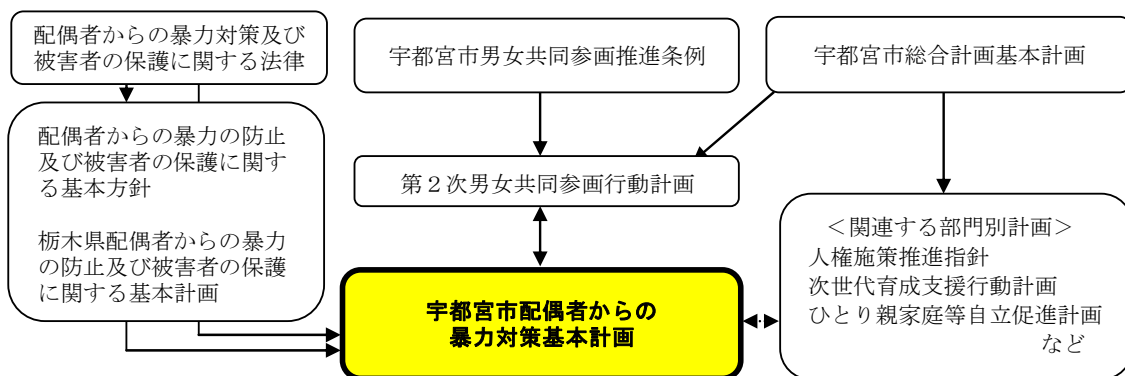 配偶者からの暴力対策及び
被害者の保護に関する法律
宇都宮市男女共同参画推進条例
宇都宮市総合計画基本計画
配偶者からの暴力の防止
及び被害者の保護に関す
る基本方針
栃木県配偶者からの暴力
の防止及び被害者の保護
に関する基本計画
第２次男女共同参画行動計画
＜関連する部門別計画＞
人権施策推進指針
次世代育成支援行動計画
ひとり親家庭等自立促進計画
など
宇都宮市配偶者からの
暴力対策基本計画